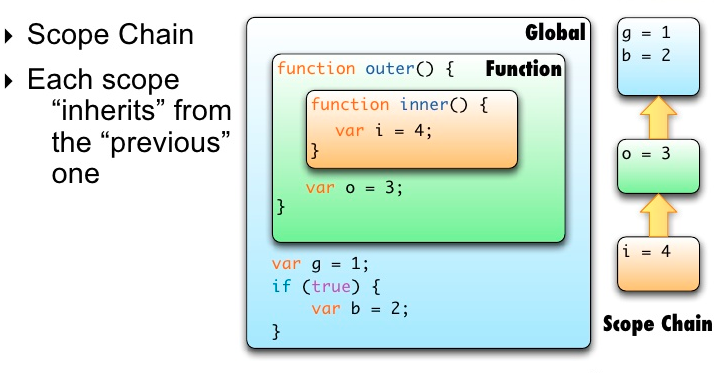 ▸ Scope Chain
▸ Each scope
“inherits” from
the “previous”
one
Global
Function
function outer() {
function inner() {
var i = 4;
}
var o = 3;
}
var g = 1;
if (true) {
var b = 2;
}
g = 1
b = 2
o = 3
i = 4
Scope Chain